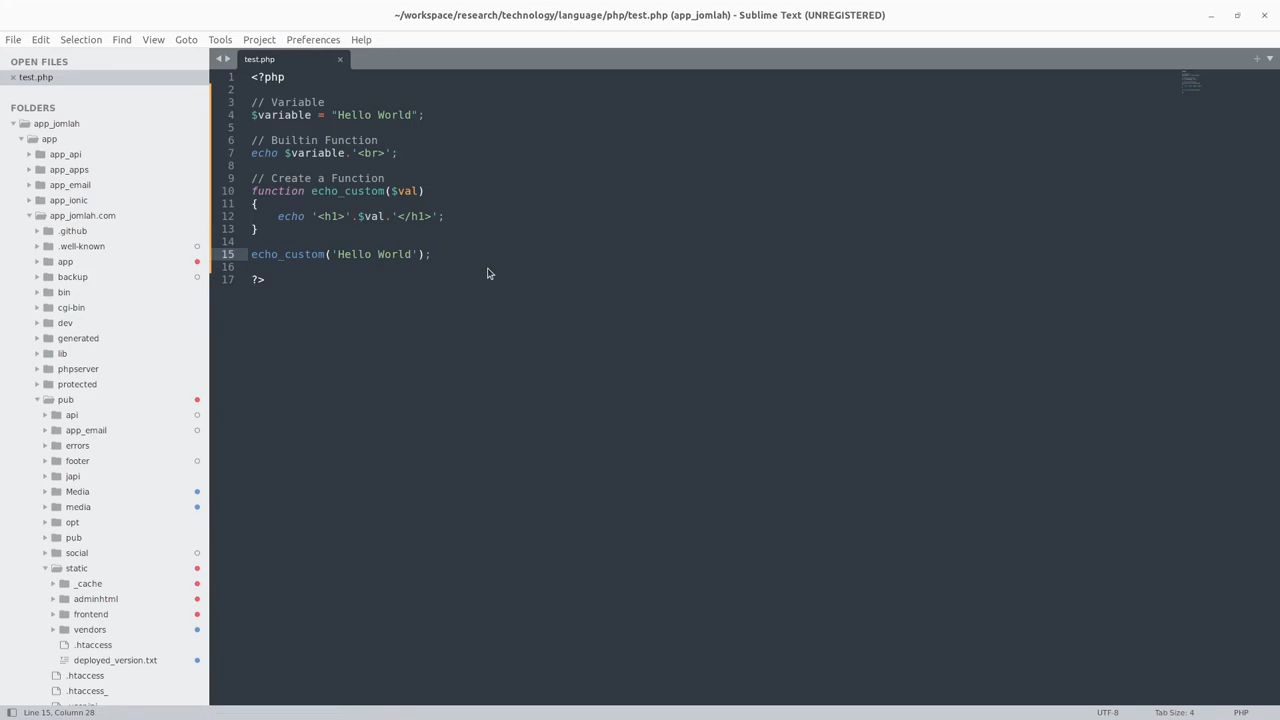 ~/workspace/research/technology/language/php/test.php (app_jomlah) - Sublime Text (UNREGISTERED)
File Edit Selection Find View Goto Tools Project Preferences Help
OPEN FILES
test.php
FOLDERS
app_jomlah
app
app_api
app_apps
app_email
app_ionic
app_jomlah.com
.github
.well-known
app
backup
bin
cgi-bin
dev
generated
lib
phpserver
protected
pub
api
app_email
errors
footer
japi
Media
media
opt
pub
social
static
_cache
adminhtml
frontend
vendors
.htaccess
deployed_version.txt
.htaccess
.htaccess_
test.php
1 <?php
2
3 // Variable
4 $variable = "Hello World";
5
6 // Builtin Function
7 echo $variable.'<br>';
8
9 // Create a Function
10 function echo_custom($val)
11 {
12     echo '<h1>'.$val.'</h1>';
13 }
14
15 echo_custom('Hello World');
16
17 ?>
Line 15, Column 28
UTF-8
Tab Size: 4
PHP